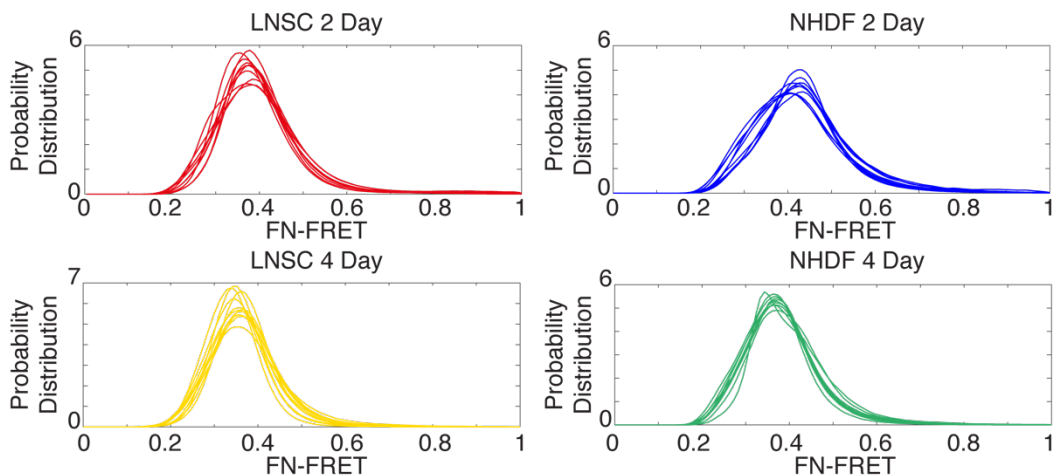 LNSC 2 Day
Probability
Distribution
6
0
0 0.2 0.4 0.6 0.8 1
FN-FRET
NHDF 2 Day
Probability
Distribution
6
0
0 0.2 0.4 0.6 0.8 1
FN-FRET
LNSC 4 Day
Probability
Distribution
7
0
0 0.2 0.4 0.6 0.8 1
FN-FRET
NHDF 4 Day
Probability
Distribution
6
0
0 0.2 0.4 0.6 0.8 1
FN-FRET